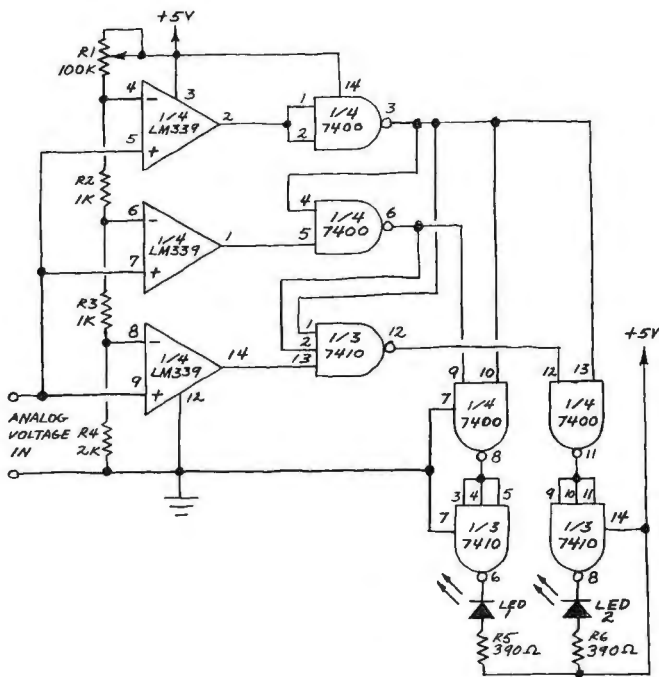 +5V
R1
100K
4
-
3
1/4
LM339
2
5
+
1
2
14
1/4
7400
3
R2
1K
6
-
1/4
LM339
1
7
+
4
5
1/4
7400
6
R3
1K
8
-
1/4
LM339
14
9
+
12
1
2
13
1/3
7410
12
+5V
ANALOG
VOLTAGE
IN
R4
2K
9
10
7
1/4
7400
8
12
13
1/4
7400
11
3
4
5
7
1/3
7410
6
9
10
11
14
1/3
7410
8
LED
1
LED
2
R5
390Ω
R6
390Ω